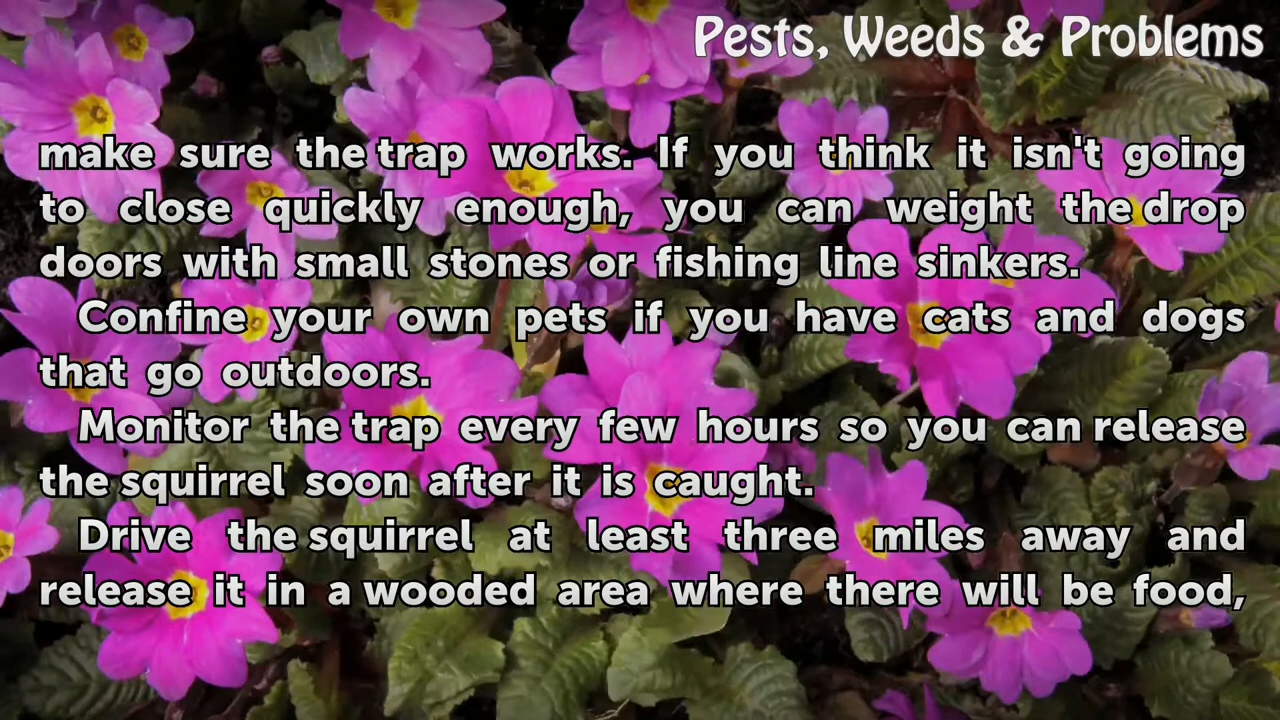 Pests, Weeds & Problems
make sure the trap works. If you think it isn't going
to close quickly enough, you can weight the drop
doors with small stones or fishing line sinkers.
Confine your own pets if you have cats and dogs
that go outdoors.
Monitor the trap every few hours so you can release
the squirrel soon after it is caught.
Drive the squirrel at least three miles away and
release it in a wooded area where there will be food,